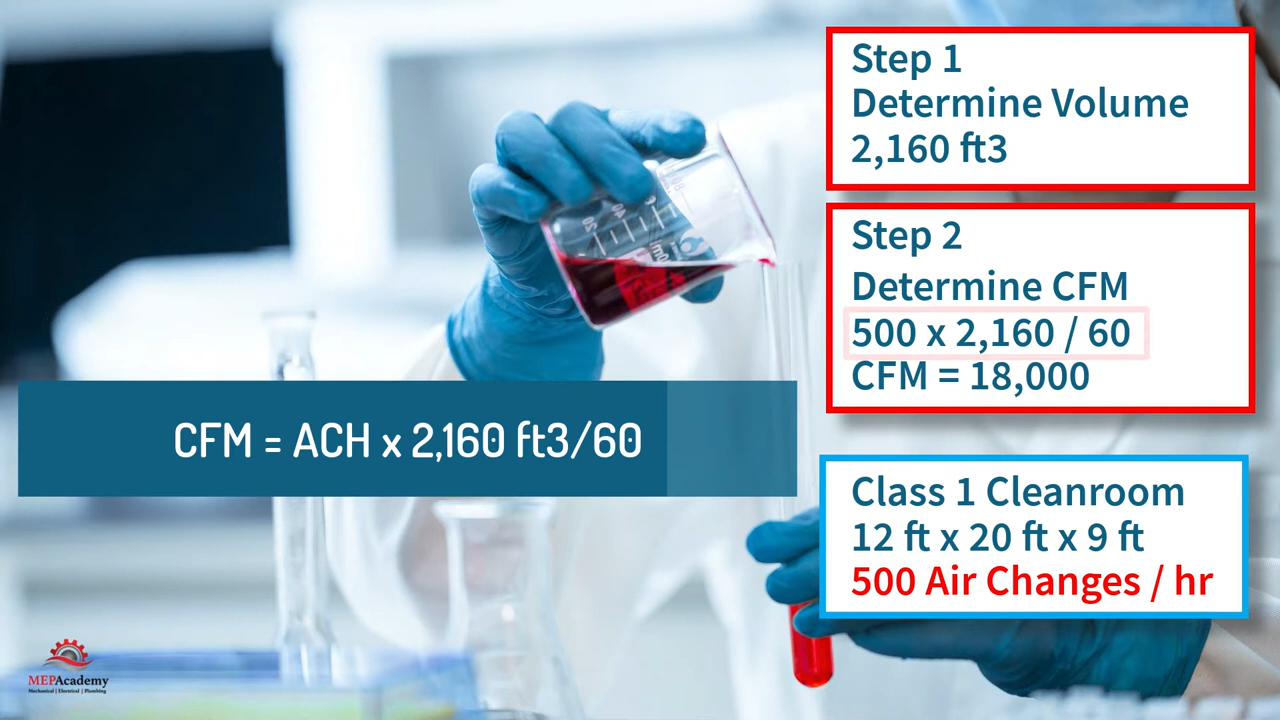 Step 1
Determine Volume
2,160 ft3
Step 2
Determine CFM
500 x 2,160 / 60
CFM = 18,000
CFM = ACH x 2,160 ft3/60
Class 1 Cleanroom
12 ft x 20 ft x 9 ft
500 Air Changes / hr
20
40
MEPAcademy
Mechanical | Electrical | Plumbing